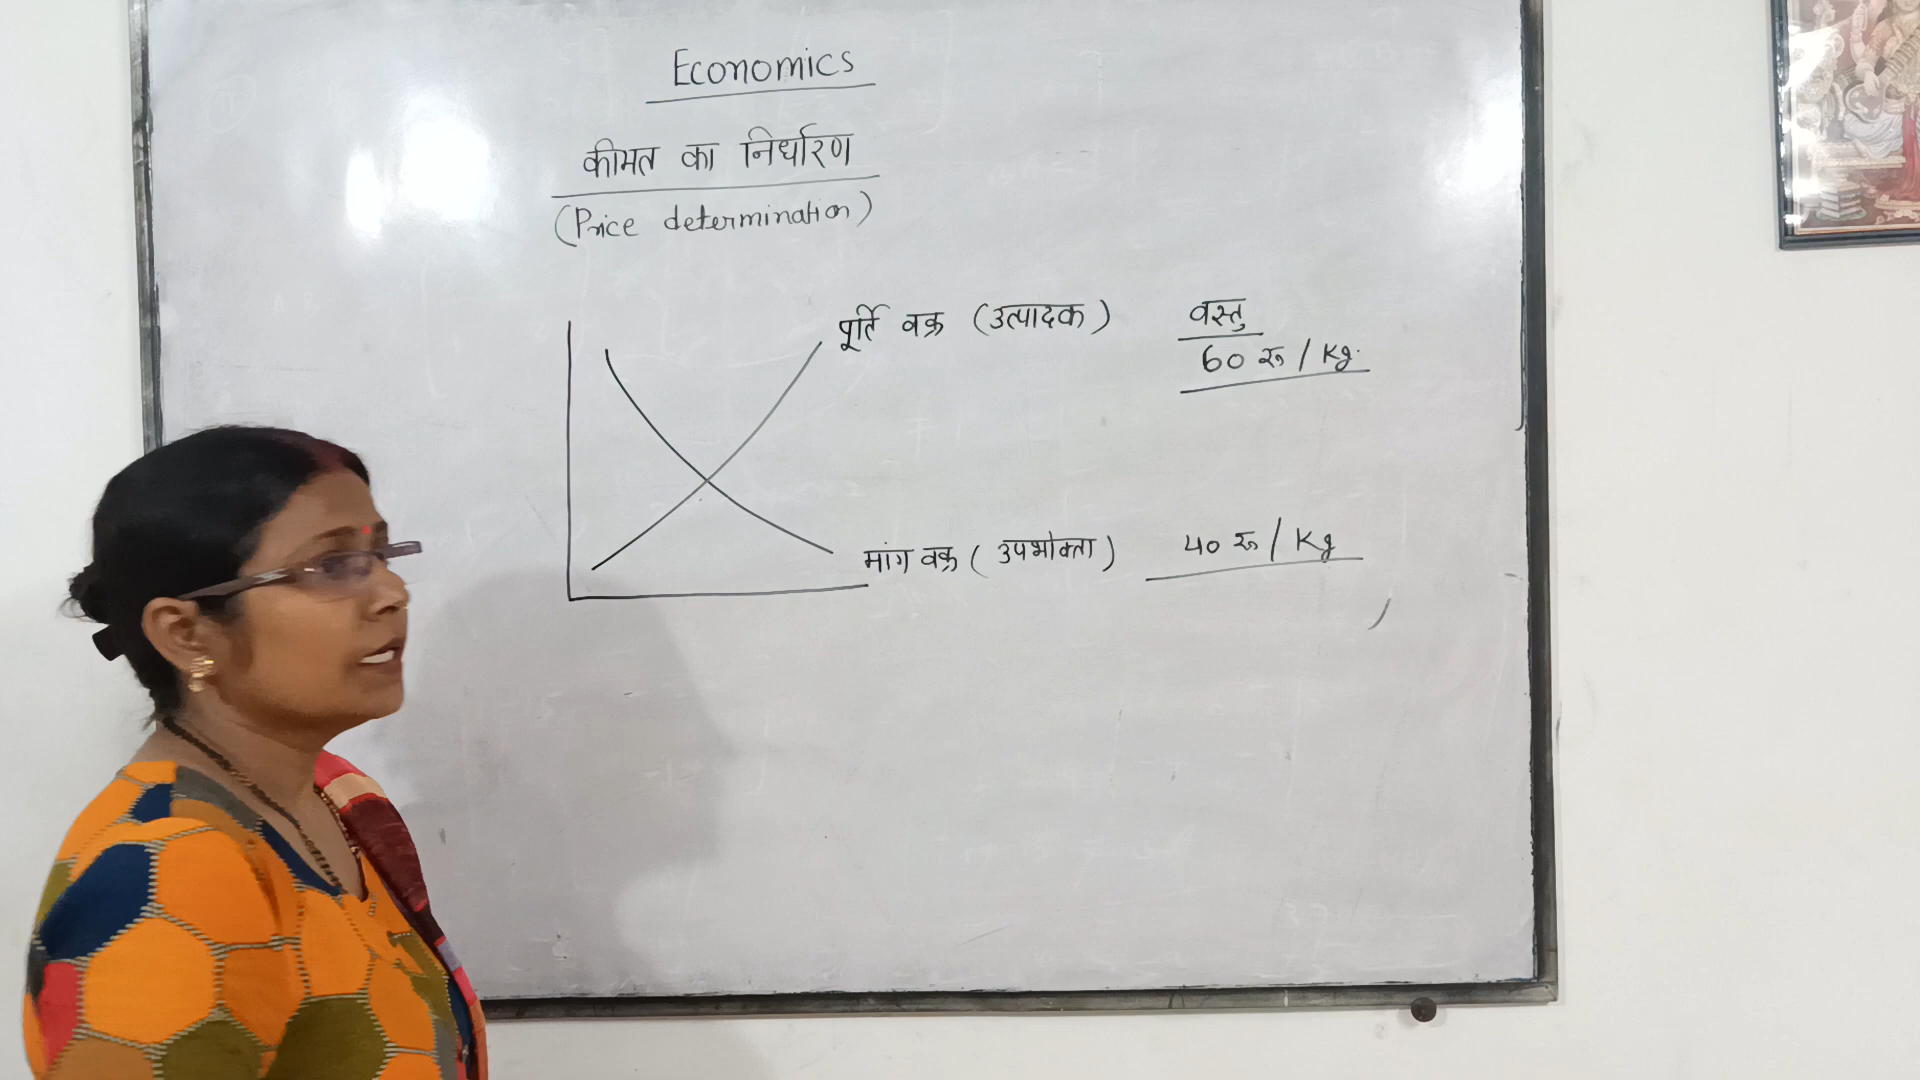 Economics
कीमत का निर्धारण
(Price determination)
पूर्ति वक्र (उत्पादक)
वस्तु
60 रू / Kg.
मांग वक्र (उपभोक्ता)
40 रू / Kg